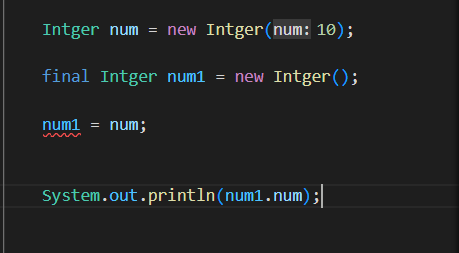 Intger num = new Intger(num: 10);
final Intger num1 = new Intger();
num1 = num;
System.out.println(num1.num);